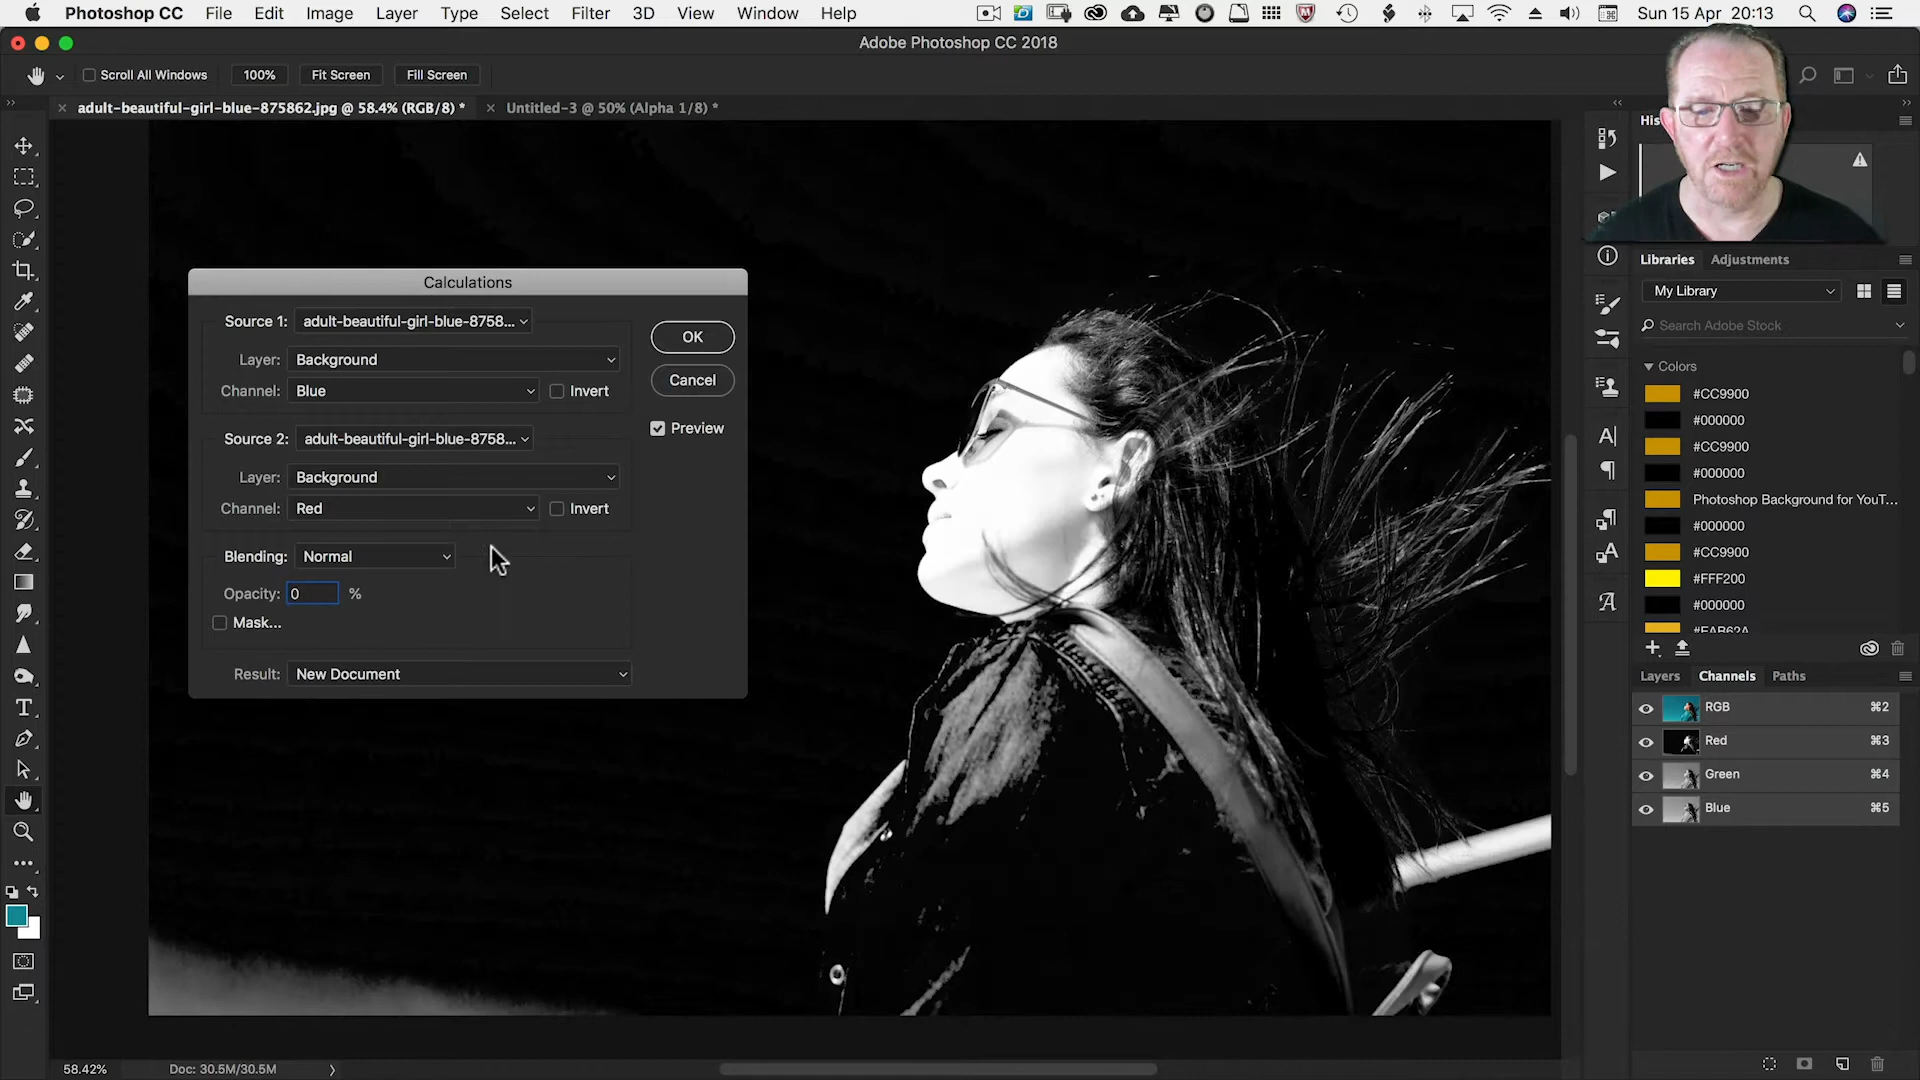 Photoshop CC File Edit Image Layer Type Select Filter 3D View Window Help Sun 15 Apr 20:13
Adobe Photoshop CC 2018
Scroll All Windows 100% Fit Screen Fill Screen
adult-beautiful-girl-blue-875862.jpg @ 58.4% (RGB/8) * Untitled-3 @ 50% (Alpha 1/8) *
His
Calculations
Source 1: adult-beautiful-girl-blue-8758...
Layer: Background
Channel: Blue Invert
Source 2: adult-beautiful-girl-blue-8758...
Layer: Background
Channel: Red Invert
Blending: Normal
Opacity: 0 %
Mask...
Result: New Document
OK
Cancel
Preview
Libraries Adjustments
My Library
Search Adobe Stock
Colors
#CC9900
#000000
#CC9900
#000000
Photoshop Background for YouT...
#000000
#CC9900
#FFF200
#000000
#EAB62A
Layers Channels Paths
RGB ⌘2
Red ⌘3
Green ⌘4
Blue ⌘5
58.42% Doc: 30.5M/30.5M